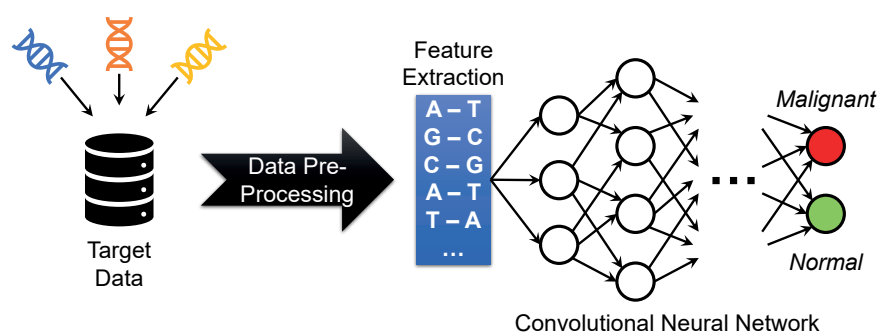 Target
Data
Data Pre-
Processing
Feature
Extraction
A – T
G – C
C – G
A – T
T – A
...
...
Malignant
Normal
Convolutional Neural Network